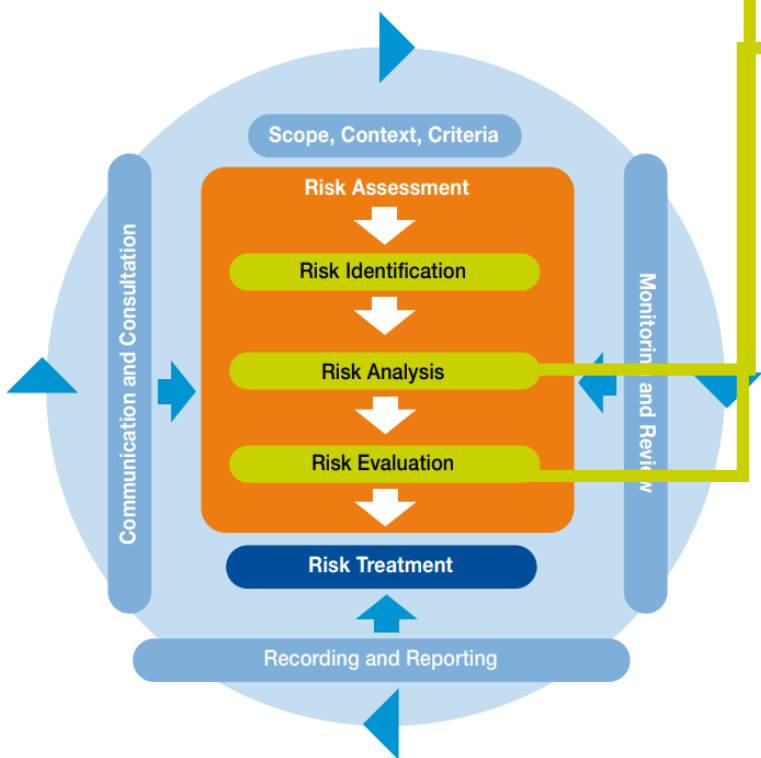 Scope, Context, Criteria
Risk Assessment
Risk Identification
Risk Analysis
Risk Evaluation
Risk Treatment
Communication and Consultation
Monitoring and Review
Recording and Reporting